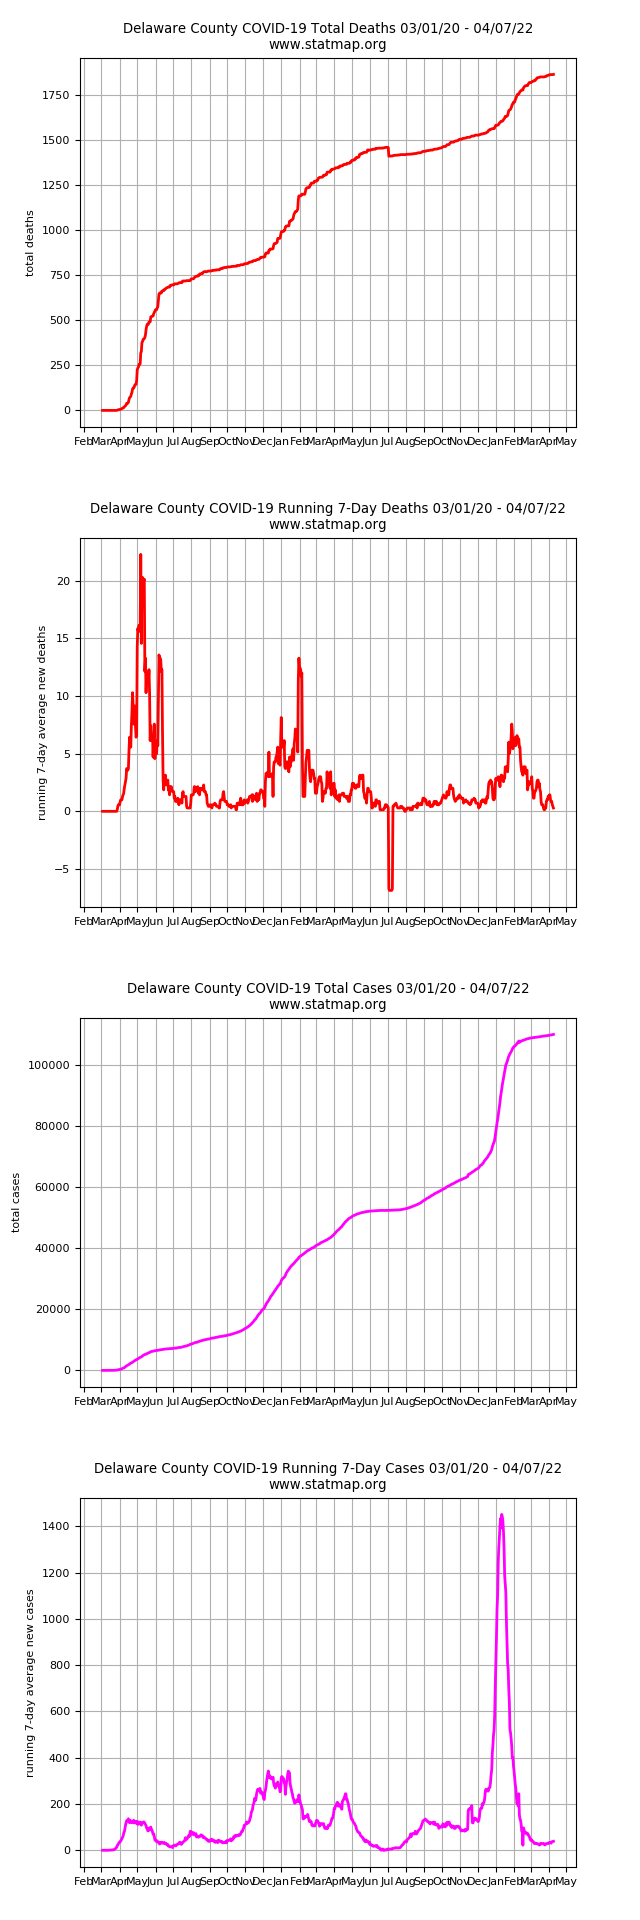 Delaware County COVID-19 Total Deaths 03/01/20 - 04/07/22
www.statmap.org
1750
1500
1250
1000
750
500
250
0
total deaths
Feb Mar Apr May Jun Jul Aug Sep Oct Nov Dec Jan Feb Mar Apr May Jun Jul Aug Sep Oct Nov Dec Jan Feb Mar Apr May
Delaware County COVID-19 Running 7-Day Deaths 03/01/20 - 04/07/22
www.statmap.org
20
15
10
5
0
−5
running 7-day average new deaths
Feb Mar Apr May Jun Jul Aug Sep Oct Nov Dec Jan Feb Mar Apr May Jun Jul Aug Sep Oct Nov Dec Jan Feb Mar Apr May
Delaware County COVID-19 Total Cases 03/01/20 - 04/07/22
www.statmap.org
100000
80000
60000
40000
20000
0
total cases
Feb Mar Apr May Jun Jul Aug Sep Oct Nov Dec Jan Feb Mar Apr May Jun Jul Aug Sep Oct Nov Dec Jan Feb Mar Apr May
Delaware County COVID-19 Running 7-Day Cases 03/01/20 - 04/07/22
www.statmap.org
1400
1200
1000
800
600
400
200
0
running 7-day average new cases
Feb Mar Apr May Jun Jul Aug Sep Oct Nov Dec Jan Feb Mar Apr May Jun Jul Aug Sep Oct Nov Dec Jan Feb Mar Apr May